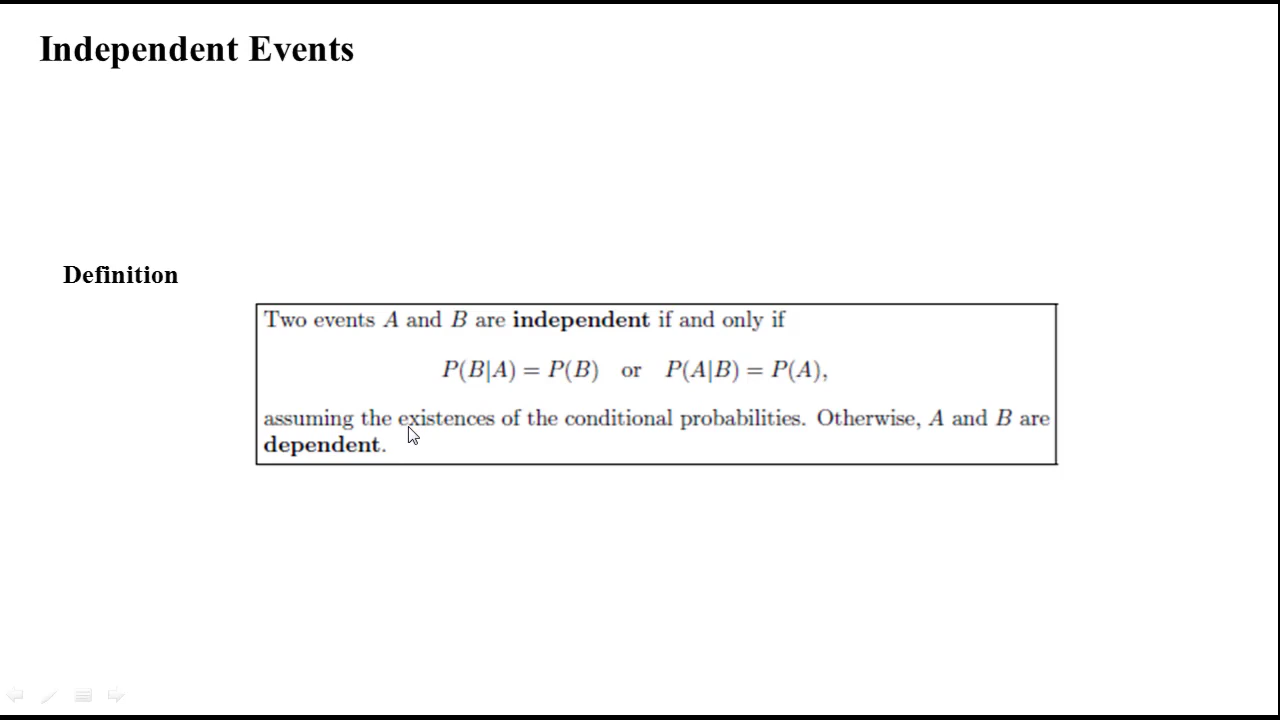 Independent Events
Definition
Two events A and B are independent if and only if
P(B|A) = P(B) or P(A|B) = P(A),
assuming the existences of the conditional probabilities. Otherwise, A and B are
dependent.